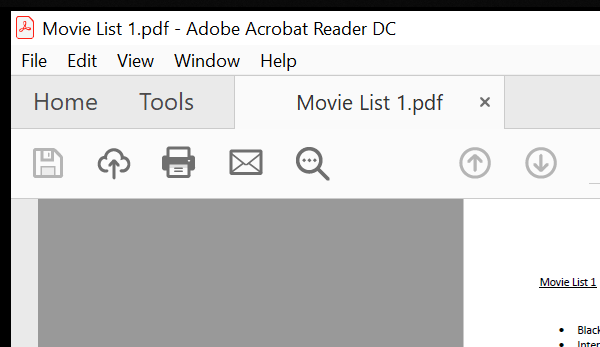 Movie List 1.pdf - Adobe Acrobat Reader DC
File Edit View Window Help
Home Tools Movie List 1.pdf ×
Movie List 1
• Blac
• Inter